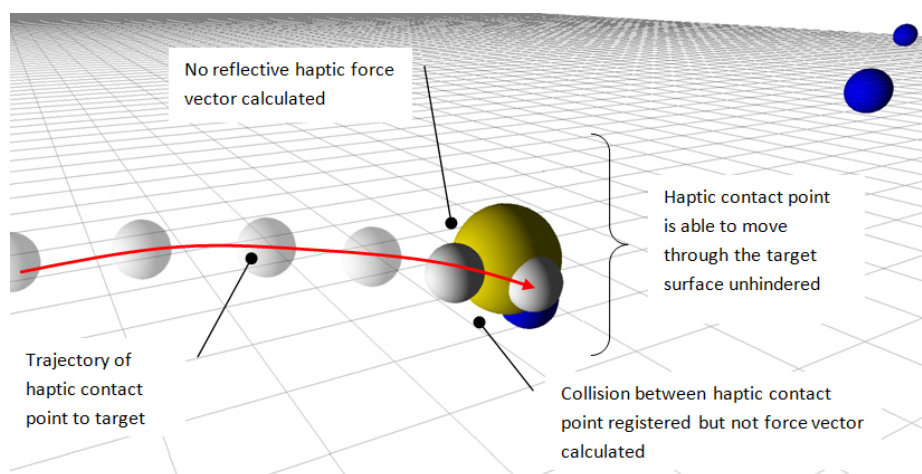 No reflective haptic force
vector calculated
Haptic contact point
is able to move
through the target
surface unhindered
Trajectory of
haptic contact
point to target
Collision between haptic contact
point registered but not force vector
calculated